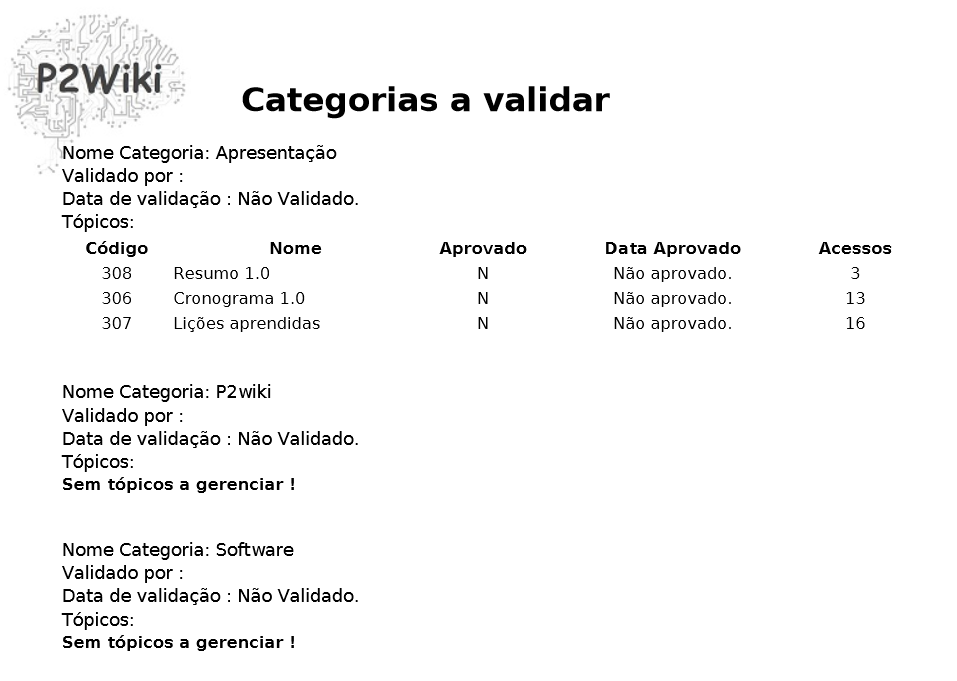 P2Wiki
Categorias a validar
Nome Categoria: Apresentação
Validado por :
Data de validação : Não Validado.
Tópicos:
Código Nome Aprovado Data Aprovado Acessos
308 Resumo 1.0 N Não aprovado. 3
306 Cronograma 1.0 N Não aprovado. 13
307 Lições aprendidas N Não aprovado. 16
Nome Categoria: P2wiki
Validado por :
Data de validação : Não Validado.
Tópicos:
Sem tópicos a gerenciar !
Nome Categoria: Software
Validado por :
Data de validação : Não Validado.
Tópicos:
Sem tópicos a gerenciar !